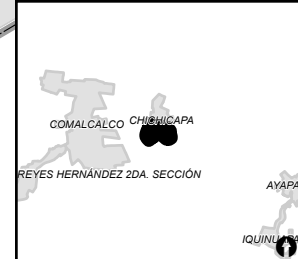 CHICHICAPA
COMALCALCO
REYES HERNÁNDEZ 2DA. SECCIÓN
AYAPA